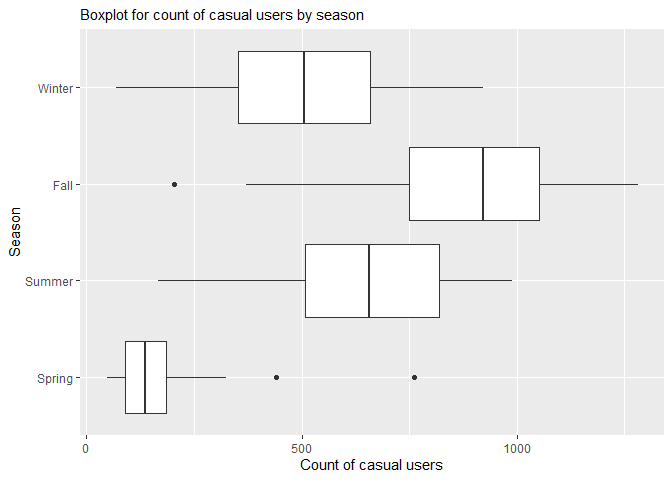 Boxplot for count of casual users by season
Winter
Fall
Summer
Spring
Season
0
500
1000
Count of casual users